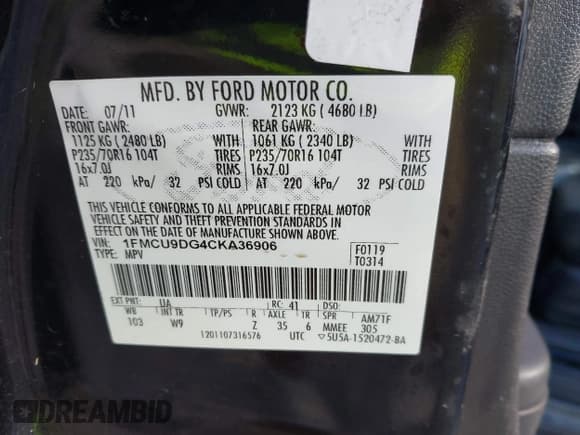 MFD. BY FORD MOTOR CO.
DATE: 07/11 GVWR: 2123 KG ( 4680 LB)
FRONT GAWR: REAR GAWR:
1125 KG ( 2480 LB) WITH 1061 KG ( 2340 LB) WITH
P235/70R16 104T TIRES P235/70R16 104T TIRES
16x7.0J RIMS 16x7.0J RIMS
AT 220 kPa/ 32 PSI COLD AT 220 kPa/ 32 PSI COLD
THIS VEHICLE CONFORMS TO ALL APPLICABLE FEDERAL MOTOR
VEHICLE SAFETY AND THEFT PREVENTION STANDARDS IN
EFFECT ON THE DATE OF MANUFACTURE SHOWN ABOVE.
VIN: 1FMCU9DG4CKA36906 F0119
TYPE: MPV T0314
EXT PNT: UA RC: 41 DSO:
WB INT TR TP/PS R AXLE TR SPR AM71F
103 W9 Z 35 6 MMEE 305
1201107316576 UTC ▽5U5A-1520472-BA
DREAMBID